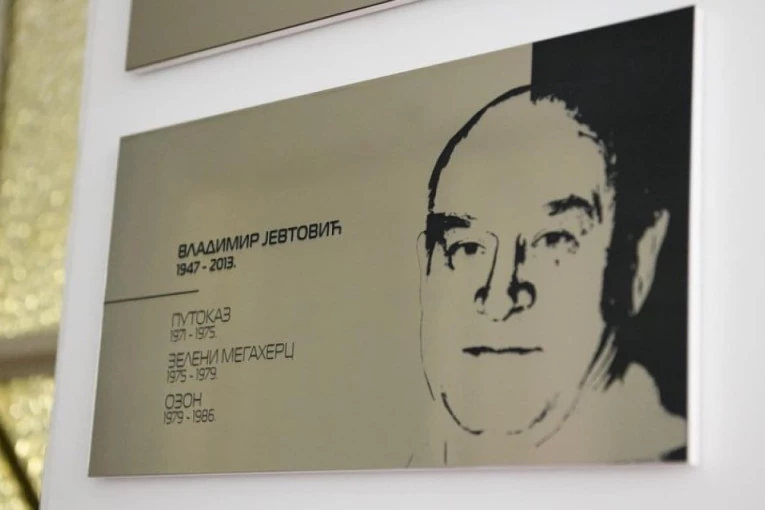 ВЛАДИМИР ЈЕВТОВИЋ
1947 - 2013.
ПУТОКАЗ
1971 - 1975.
ЗЕЛЕНИ МЕГАХЕРЦ
1975 - 1979.
ОЗОН
1979 - 1986.